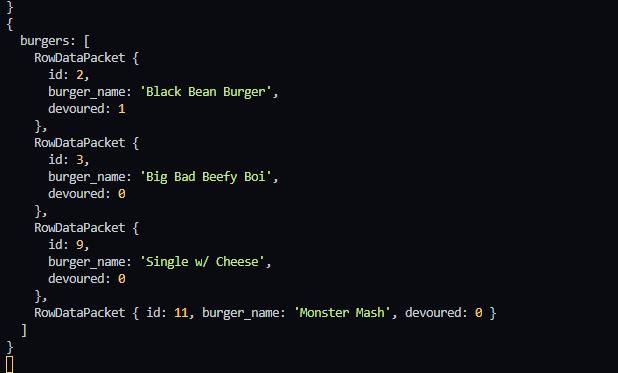 }
{
  burgers: [
    RowDataPacket {
      id: 2,
      burger_name: 'Black Bean Burger',
      devoured: 1
    },
    RowDataPacket {
      id: 3,
      burger_name: 'Big Bad Beefy Boi',
      devoured: 0
    },
    RowDataPacket {
      id: 9,
      burger_name: 'Single w/ Cheese',
      devoured: 0
    },
    RowDataPacket { id: 11, burger_name: 'Monster Mash', devoured: 0 }
  ]
}